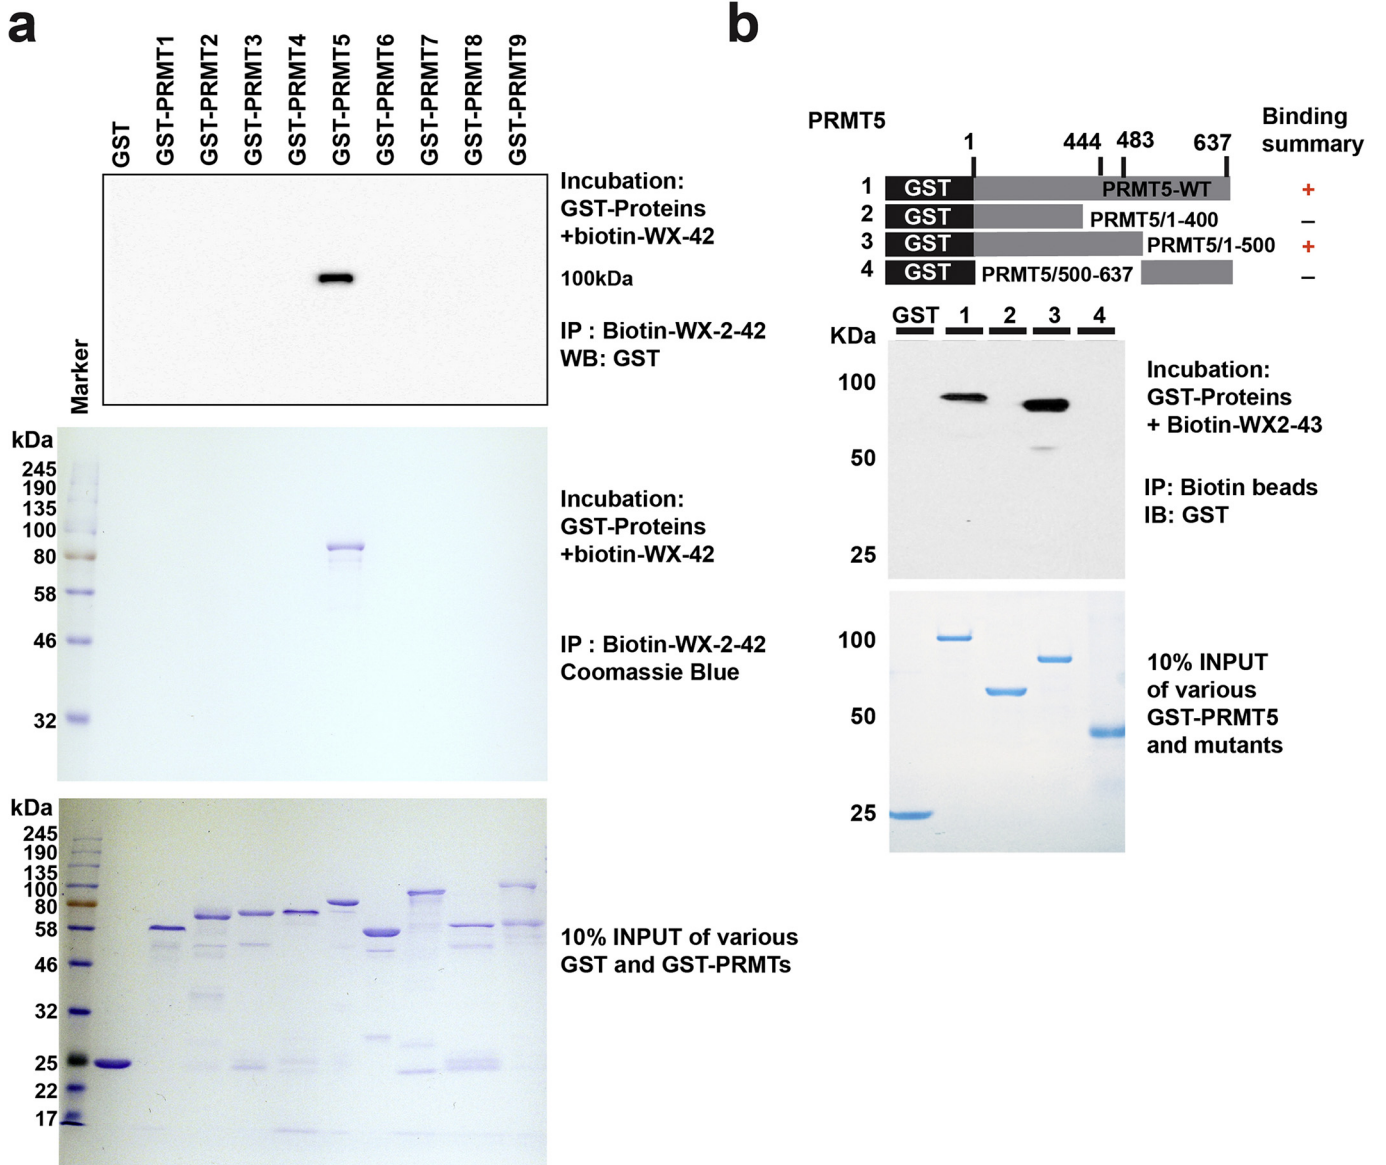 a
GST
GST-PRMT1
GST-PRMT2
GST-PRMT3
GST-PRMT4
GST-PRMT5
GST-PRMT6
GST-PRMT7
GST-PRMT8
GST-PRMT9
Incubation:
GST-Proteins
+biotin-WX-42
100kDa
IP : Biotin-WX-2-42
WB: GST
Marker
kDa
245
190
135
100
80
58
46
32
Incubation:
GST-Proteins
+biotin-WX-42
IP : Biotin-WX-2-42
Coomassie Blue
kDa
245
190
135
100
80
58
46
32
25
22
17
10% INPUT of various
GST and GST-PRMTs
b
PRMT5
1
444
483
637
Binding
summary
1 GST PRMT5-WT +
2 GST PRMT5/1-400 –
3 GST PRMT5/1-500 +
4 GST PRMT5/500-637 –
GST 1 2 3 4
KDa
100
50
25
Incubation:
GST-Proteins
+ Biotin-WX2-43
IP: Biotin beads
IB: GST
100
50
25
10% INPUT
of various
GST-PRMT5
and mutants